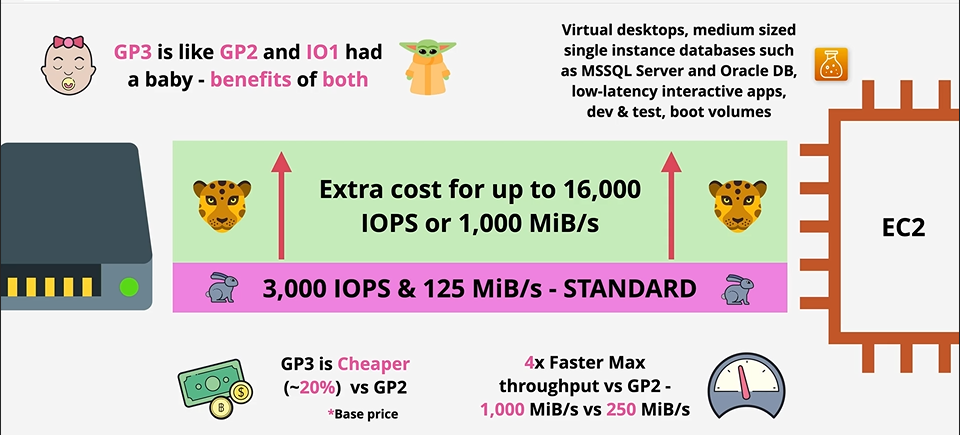 GP3 is like GP2 and IO1 had
a baby - benefits of both
Virtual desktops, medium sized
single instance databases such
as MSSQL Server and Oracle DB,
low-latency interactive apps,
dev & test, boot volumes
Extra cost for up to 16,000
IOPS or 1,000 MiB/s
3,000 IOPS & 125 MiB/s - STANDARD
EC2
GP3 is Cheaper
(~20%) vs GP2
*Base price
4x Faster Max
throughput vs GP2 -
1,000 MiB/s vs 250 MiB/s